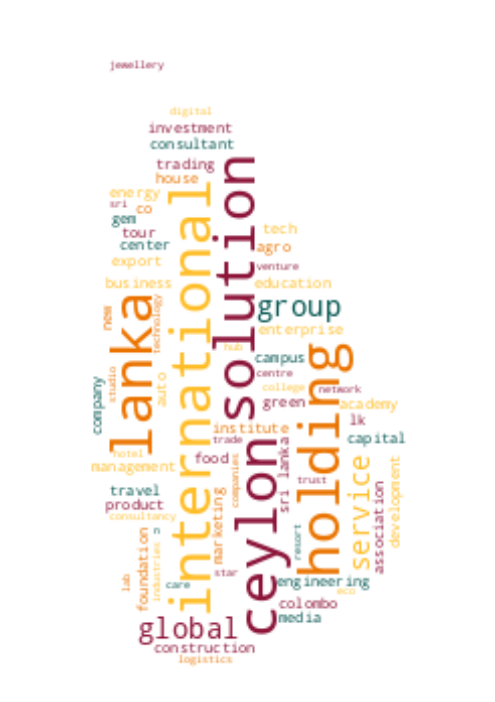 jewellery
digital
investment
consultant
trading
house
energy
sri
co
gem
tour
center
export
business
international
solution
tech
agro
venture
education
group
enterprise
new
lanka
technology
hub
campus
centre
studio
auto
college
network
green
academy
company
holding
institute
lk
trade
capital
hotel
management
food
companies
sri lanka
ceylon
trust
service
development
association
travel
product
consultancy
marketing
n
resort
foundation
industries
lab
care
star
engineering
eco
colombo
media
global
construction
logistics